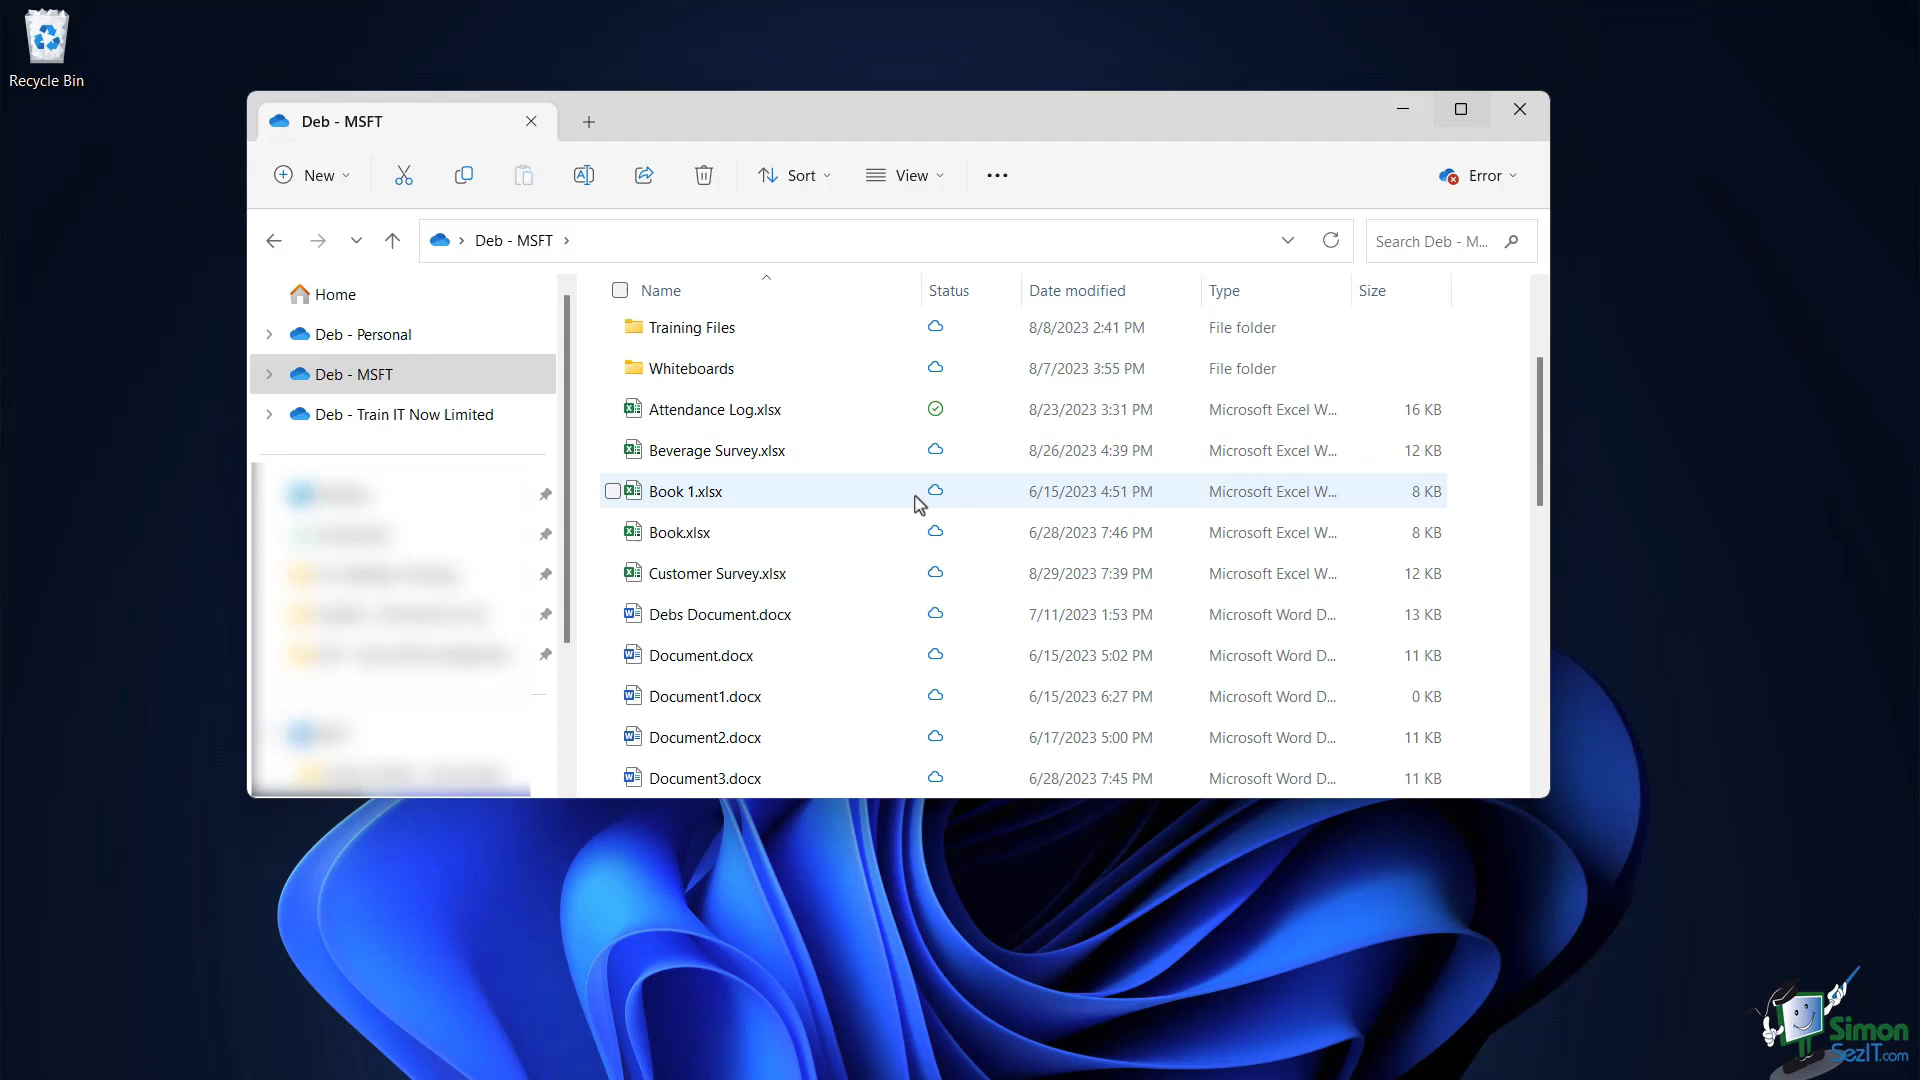 Recycle Bin
Deb - MSFT
New
Sort
View
Error
Deb - MSFT
Search Deb - M...
Home
Deb - Personal
Deb - MSFT
Deb - Train IT Now Limited
Name Status Date modified Type Size
Training Files 8/8/2023 2:41 PM File folder
Whiteboards 8/7/2023 3:55 PM File folder
Attendance Log.xlsx 8/23/2023 3:31 PM Microsoft Excel W... 16 KB
Beverage Survey.xlsx 8/26/2023 4:39 PM Microsoft Excel W... 12 KB
Book 1.xlsx 6/15/2023 4:51 PM Microsoft Excel W... 8 KB
Book.xlsx 6/28/2023 7:46 PM Microsoft Excel W... 8 KB
Customer Survey.xlsx 8/29/2023 7:39 PM Microsoft Excel W... 12 KB
Debs Document.docx 7/11/2023 1:53 PM Microsoft Word D... 13 KB
Document.docx 6/15/2023 5:02 PM Microsoft Word D... 11 KB
Document1.docx 6/15/2023 6:27 PM Microsoft Word D... 0 KB
Document2.docx 6/17/2023 5:00 PM Microsoft Word D... 11 KB
Document3.docx 6/28/2023 7:45 PM Microsoft Word D... 11 KB
Simon
SezIT.com